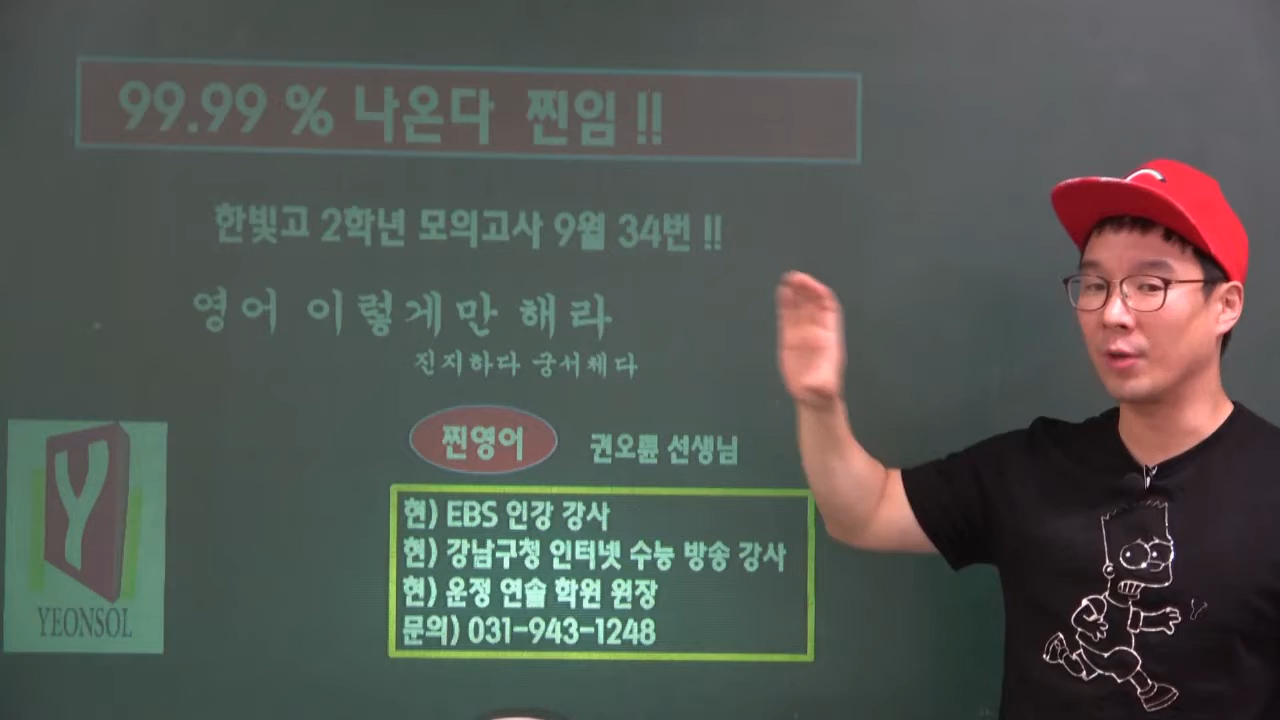 99.99 % 나온다 찐임 !!
한빛고 2학년 모의고사 9월 34번 !!
영어 이렇게만 해라
진지하다 궁서체다
찐영어 권오륜 선생님
현) EBS 인강 강사
현) 강남구청 인터넷 수능 방송 강사
현) 운정 연솔 학원 원장
문의) 031-943-1248
Y
YEONSOL